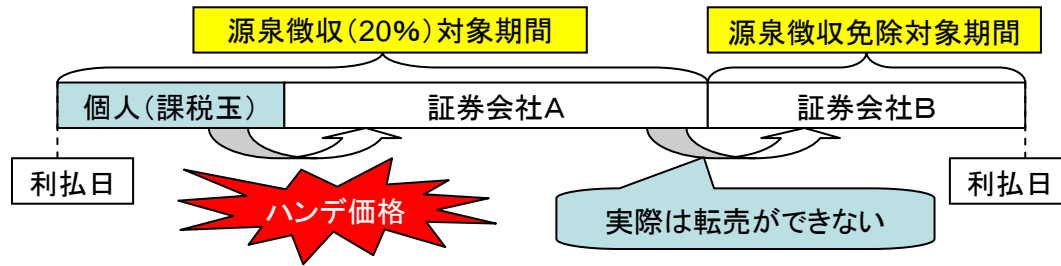 源泉徴収(20%)対象期間
源泉徴収免除対象期間
個人(課税玉)
証券会社A
証券会社B
利払日
ハンデ価格
実際は転売ができない
利払日